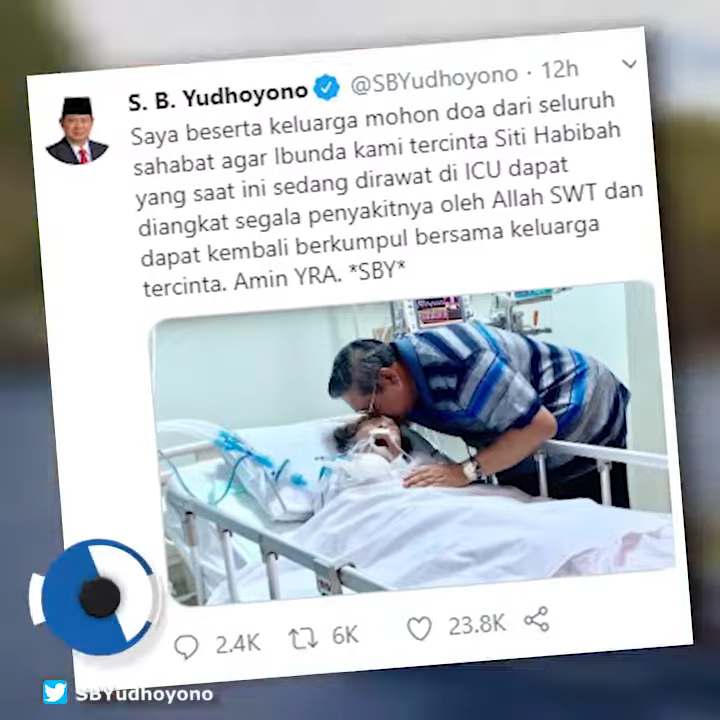 S. B. Yudhoyono @SBYudhoyono · 12h
Saya beserta keluarga mohon doa dari seluruh
sahabat agar Ibunda kami tercinta Siti Habibah
yang saat ini sedang dirawat di ICU dapat
diangkat segala penyakitnya oleh Allah SWT dan
dapat kembali berkumpul bersama keluarga
tercinta. Amin YRA. *SBY*
2.4K 6K 23.8K
SBYudhoyono